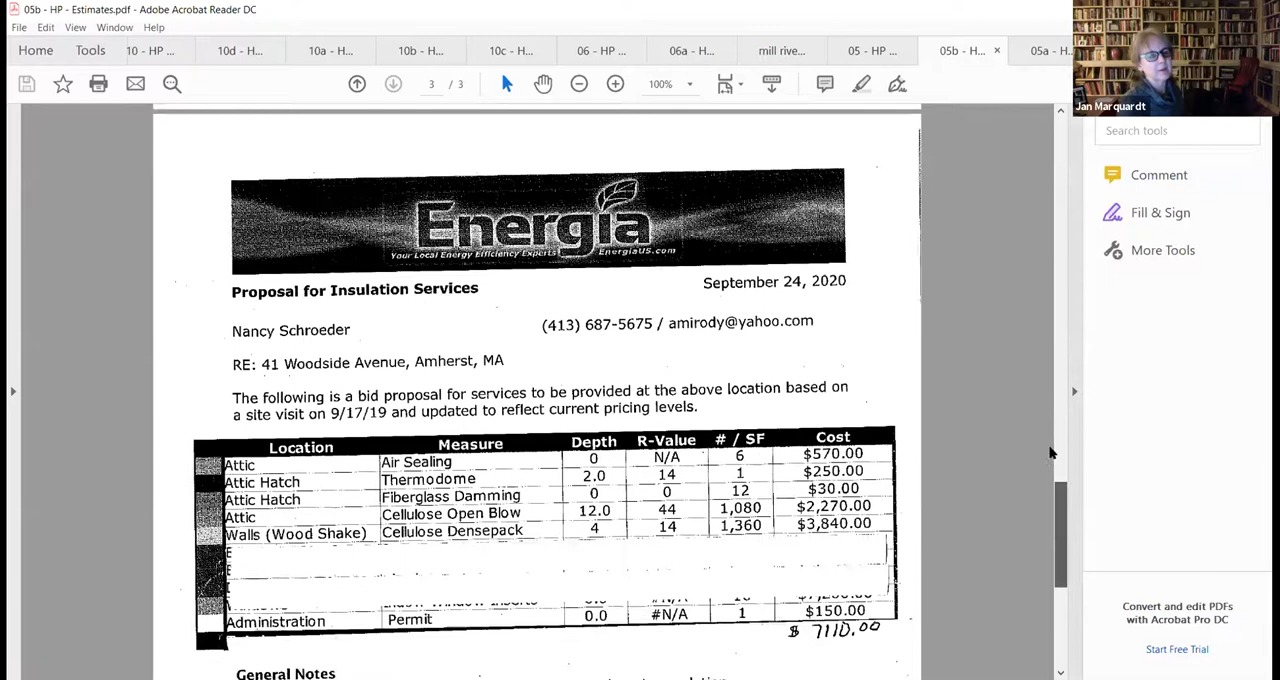 05b - HP - Estimates.pdf - Adobe Acrobat Reader DC
File Edit View Window Help
Home Tools 10 - HP ... 10d - H... 10a - H... 10b - H... 10c - H... 06 - HP ... 06a - H... mill rive... 05 - HP ... 05b - H... × 05a - H...
3 / 3 100%
Jan Marquardt
Search tools
Comment
Fill & Sign
More Tools
Convert and edit PDFs
with Acrobat Pro DC
Start Free Trial
Energia
Your Local Energy Efficiency Experts EnergiaUS.com
Proposal for Insulation Services September 24, 2020
Nancy Schroeder (413) 687-5675 / amirody@yahoo.com
RE: 41 Woodside Avenue, Amherst, MA
The following is a bid proposal for services to be provided at the above location based on
a site visit on 9/17/19 and updated to reflect current pricing levels.
Location Measure Depth R-Value # / SF Cost
Attic Air Sealing 0 N/A 6 $570.00
Attic Hatch Thermodome 2.0 14 1 $250.00
Attic Hatch Fiberglass Damming 0 0 12 $30.00
Attic Cellulose Open Blow 12.0 44 1,080 $2,270.00
Walls (Wood Shake) Cellulose Densepack 4 14 1,360 $3,840.00
Administration Permit 0.0 #N/A 1 $150.00
$ 7110.00
General Notes